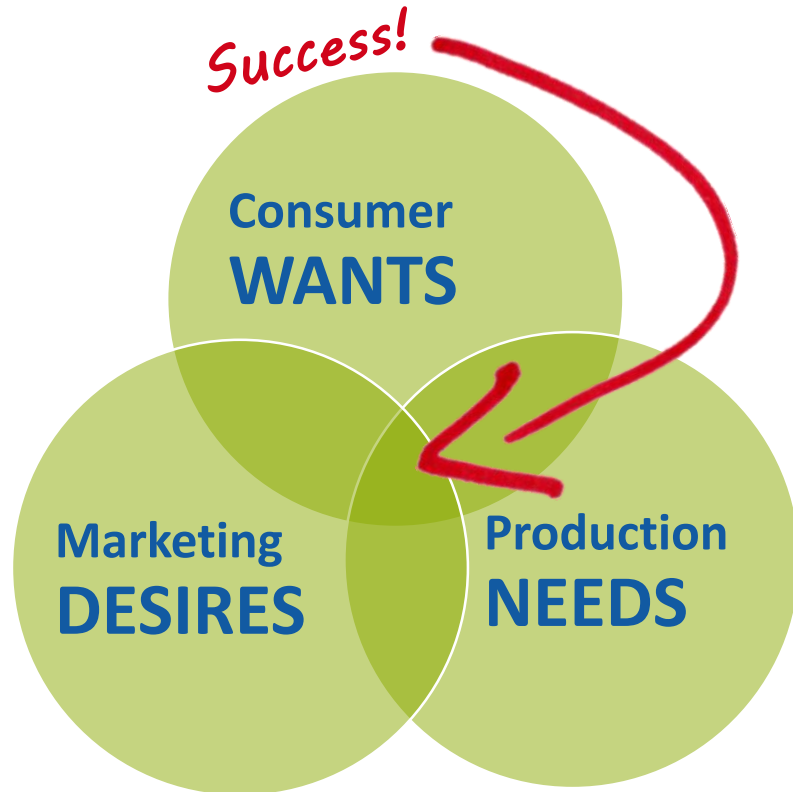 Success!
Consumer
WANTS
Marketing
DESIRES
Production
NEEDS